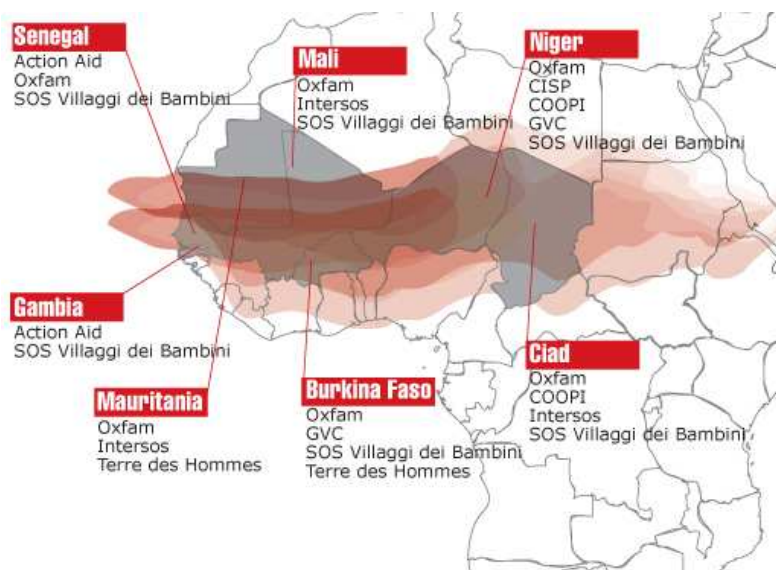 Senegal
Action Aid
Oxfam
SOS Villaggi dei Bambini
Mali
Oxfam
Intersos
SOS Villaggi dei Bambini
Niger
Oxfam
CISP
COOPI
GVC
SOS Villaggi dei Bambini
Gambia
Action Aid
SOS Villaggi dei Bambini
Mauritania
Oxfam
Intersos
Terre des Hommes
Burkina Faso
Oxfam
GVC
SOS Villaggi dei Bambini
Terre des Hommes
Ciad
Oxfam
COOPI
Intersos
SOS Villaggi dei Bambini